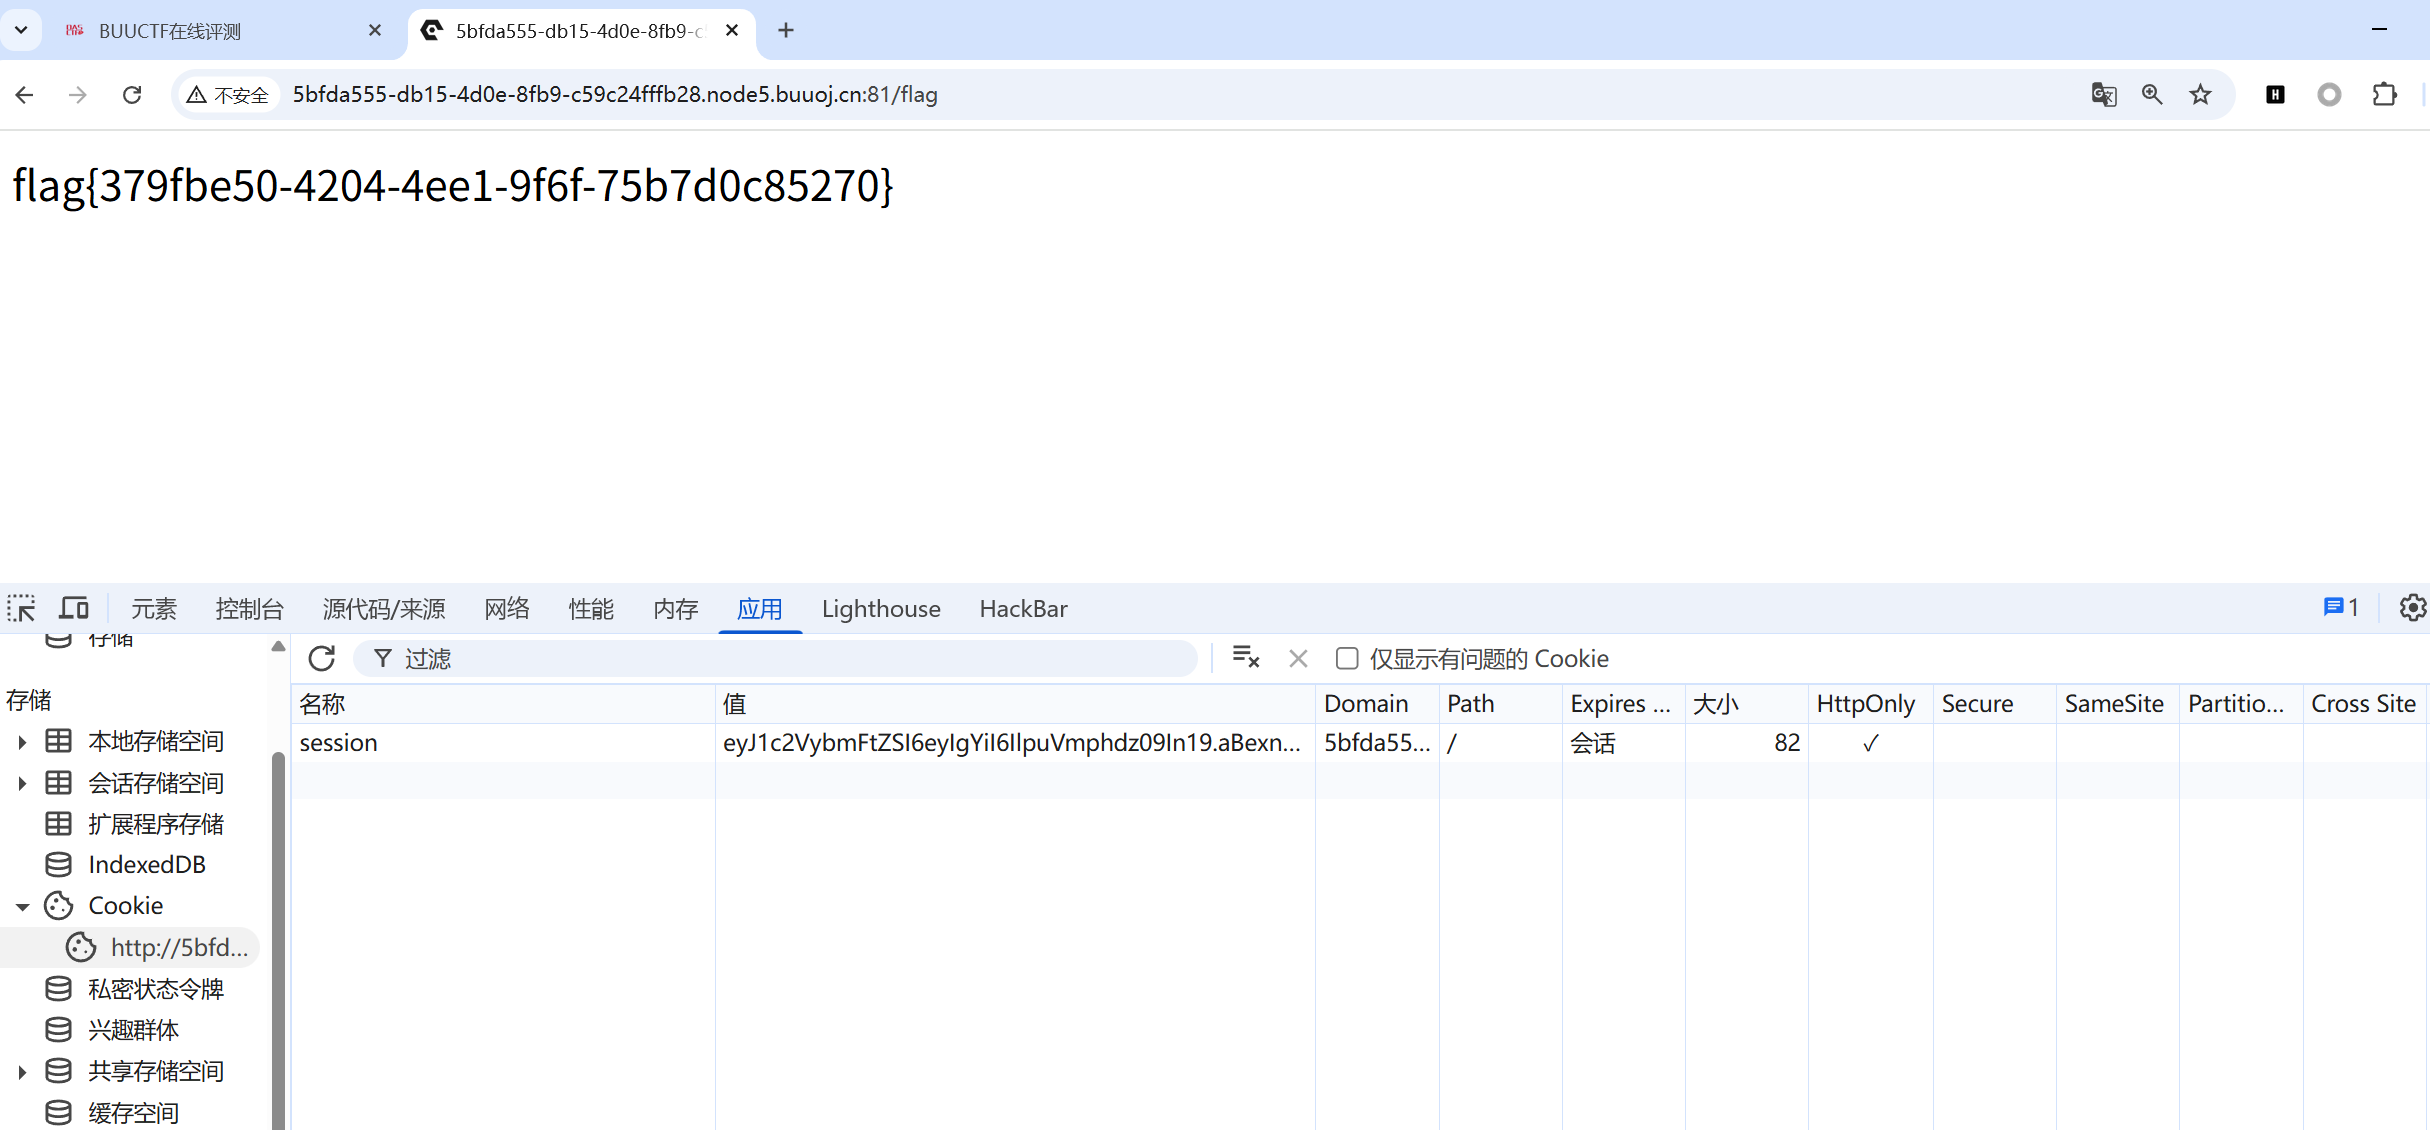 BUUCTF在线评测
5bfda555-db15-4d0e-8fb9-c5
不安全
5bfda555-db15-4d0e-8fb9-c59c24fffb28.node5.buuoj.cn:81/flag
flag{379fbe50-4204-4ee1-9f6f-75b7d0c85270}
元素 控制台 源代码/来源 网络 性能 内存 应用 Lighthouse HackBar 1
存储
过滤 仅显示有问题的 Cookie
存储
名称 值 Domain Path Expires ... 大小 HttpOnly Secure SameSite Partitio... Cross Site
session eyJ1c2VybmFtZSI6eyIgYiI6IlpuVmphdz09In19.aBexn... 5bfda55... / 会话 82 ✓
本地存储空间
会话存储空间
扩展程序存储
IndexedDB
Cookie
http://5bfd...
私密状态令牌
兴趣群体
共享存储空间
缓存空间